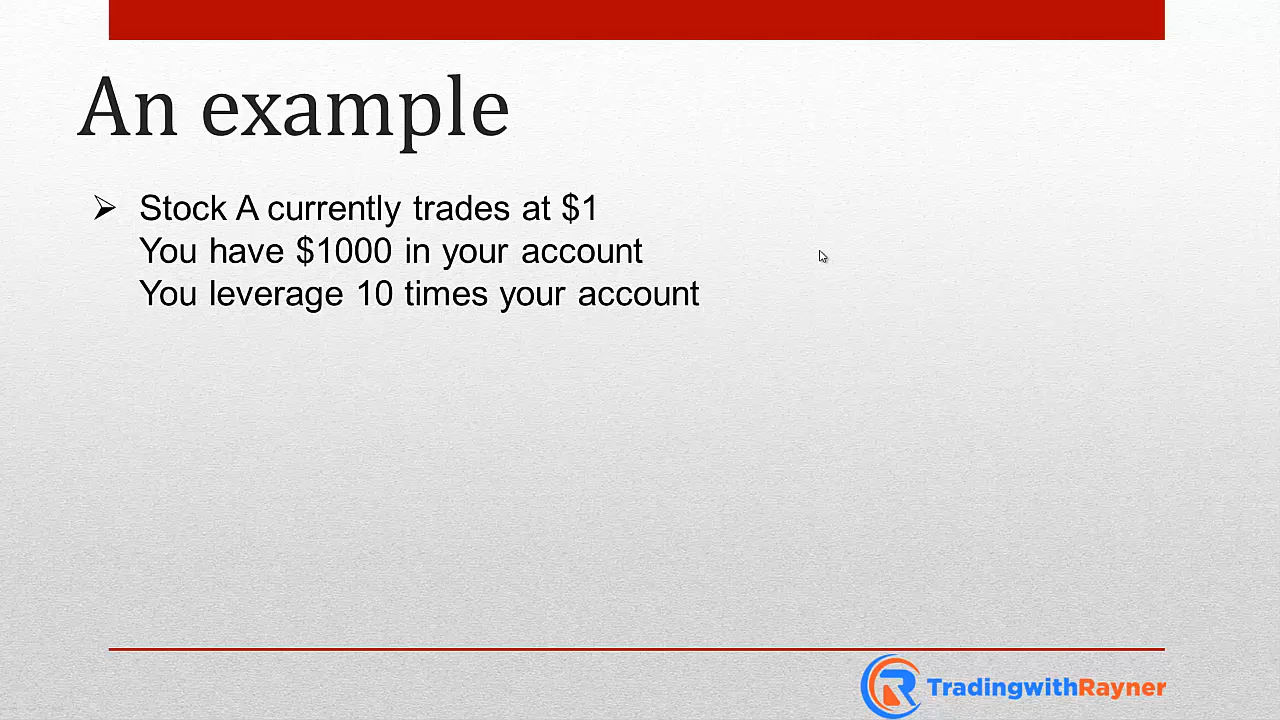 An example
Stock A currently trades at $1
You have $1000 in your account
You leverage 10 times your account
TradingwithRayner